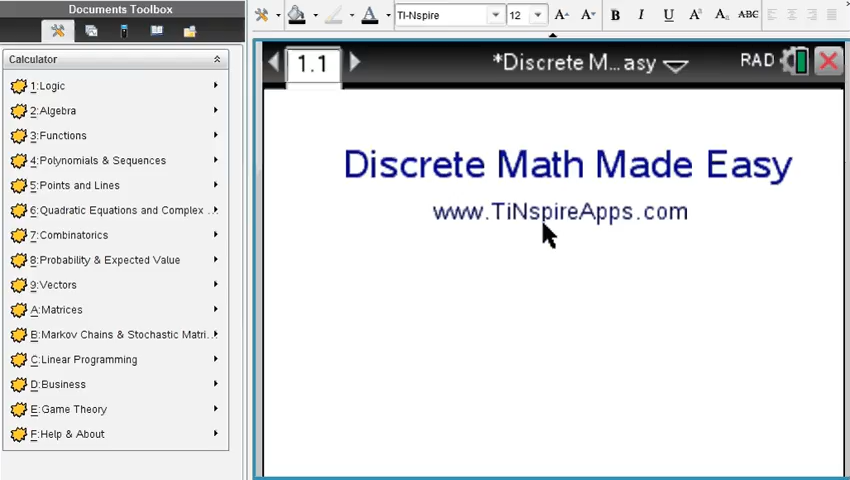 Documents Toolbox
Calculator
1:Logic
2:Algebra
3:Functions
4:Polynomials & Sequences
5:Points and Lines
6:Quadratic Equations and Complex ...
7:Combinatorics
8:Probability & Expected Value
9:Vectors
A:Matrices
B:Markov Chains & Stochastic Matri...
C:Linear Programming
D:Business
E:Game Theory
F:Help & About
A TI-Nspire 12 A A B I U A A ABC
1.1 *Discrete M...asy RAD
Discrete Math Made Easy
www.TiNspireApps.com